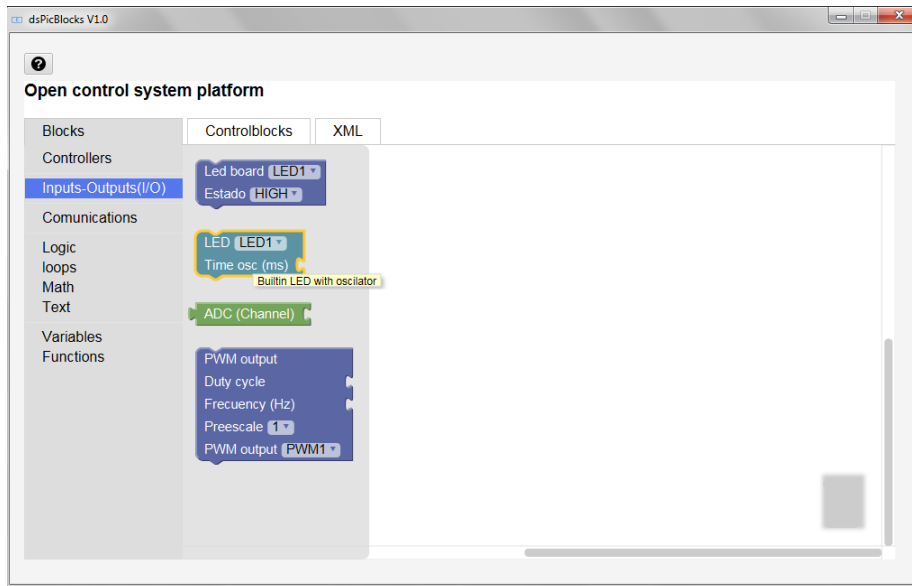 dsPicBlocks V1.0
?
Open control system platform
Blocks
Controlblocks
XML
Controllers
Inputs-Outputs(I/O)
Comunications
Logic
loops
Math
Text
Variables
Functions
Led board LED1
Estado HIGH
LED LED1
Time osc (ms)
Builtin LED with oscilator
ADC (Channel)
PWM output
Duty cycle
Frecuency (Hz)
Preescale 1
PWM output PWM1